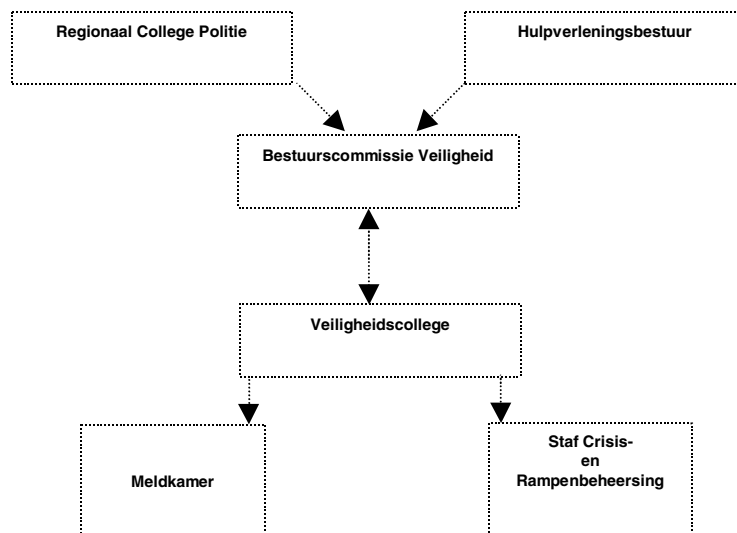 Regionaal College Politie
Hulpverleningsbestuur
Bestuurscommissie Veiligheid
Veiligheidscollege
Meldkamer
Staf Crisis-
en
Rampenbeheersing